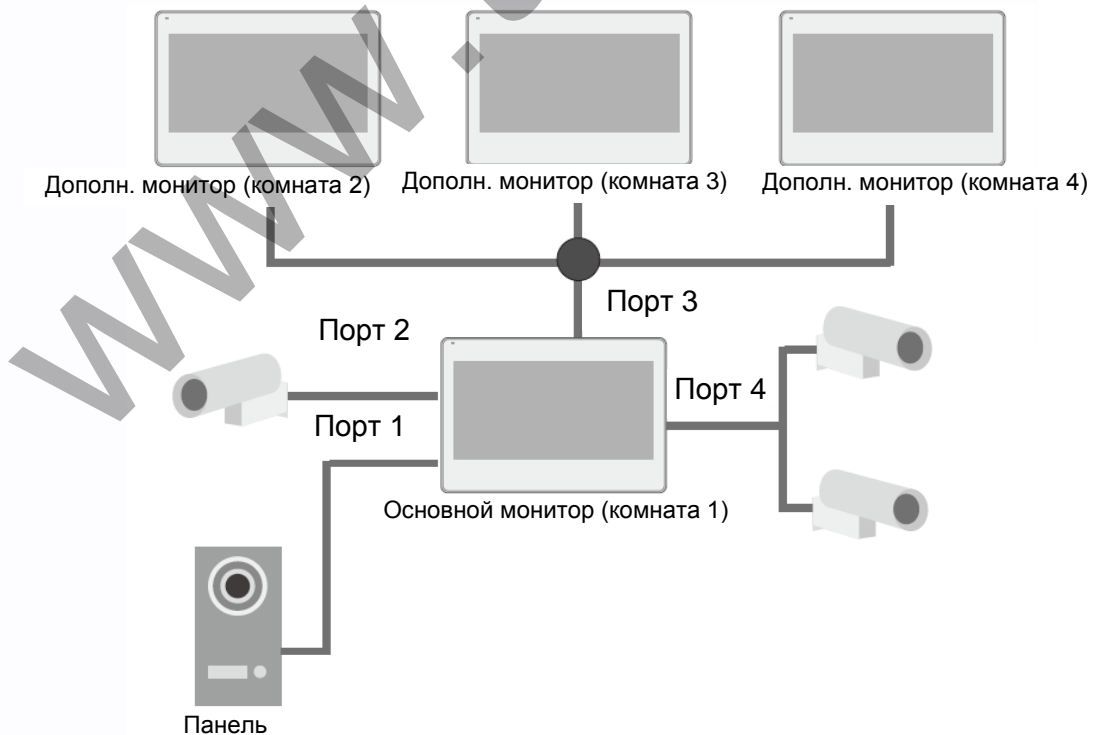 www.
Дополн. монитор (комната 2)
Дополн. монитор (комната 3)
Дополн. монитор (комната 4)
Порт 3
Порт 2
Порт 4
Порт 1
Основной монитор (комната 1)
Панель